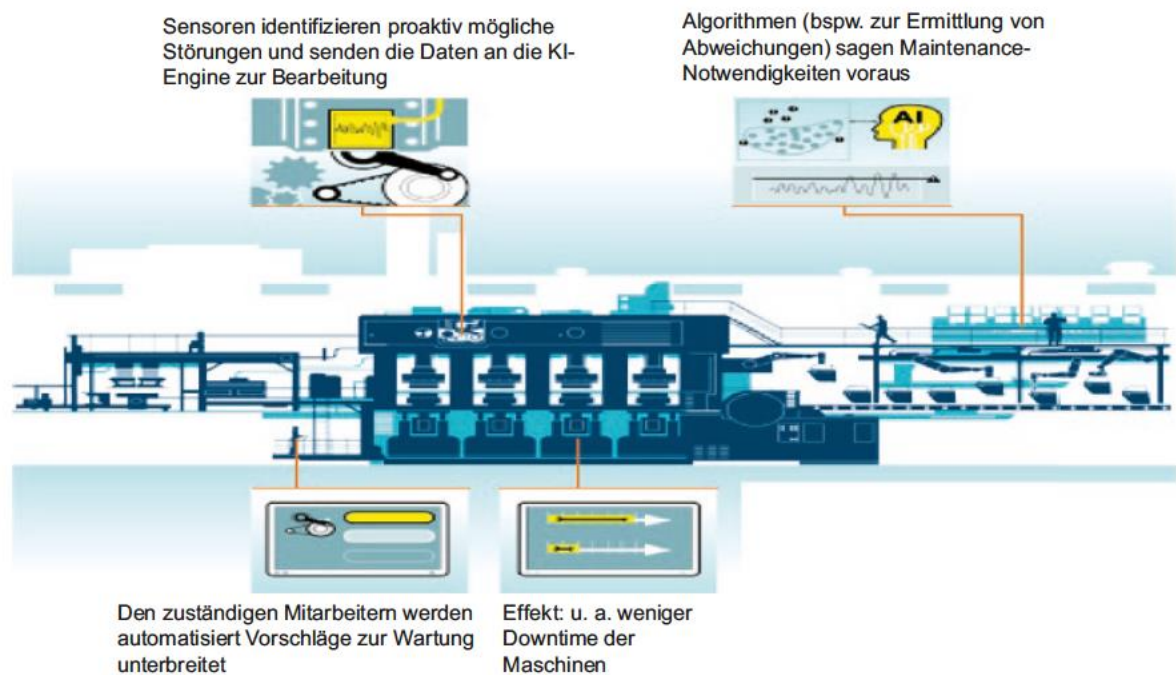 Sensoren identifizieren proaktiv mögliche
Störungen und senden die Daten an die KI-
Engine zur Bearbeitung
Algorithmen (bspw. zur Ermittlung von
Abweichungen) sagen Maintenance-
Notwendigkeiten voraus
AI
Den zuständigen Mitarbeitern werden
automatisiert Vorschläge zur Wartung
unterbreitet
Effekt: u. a. weniger
Downtime der
Maschinen